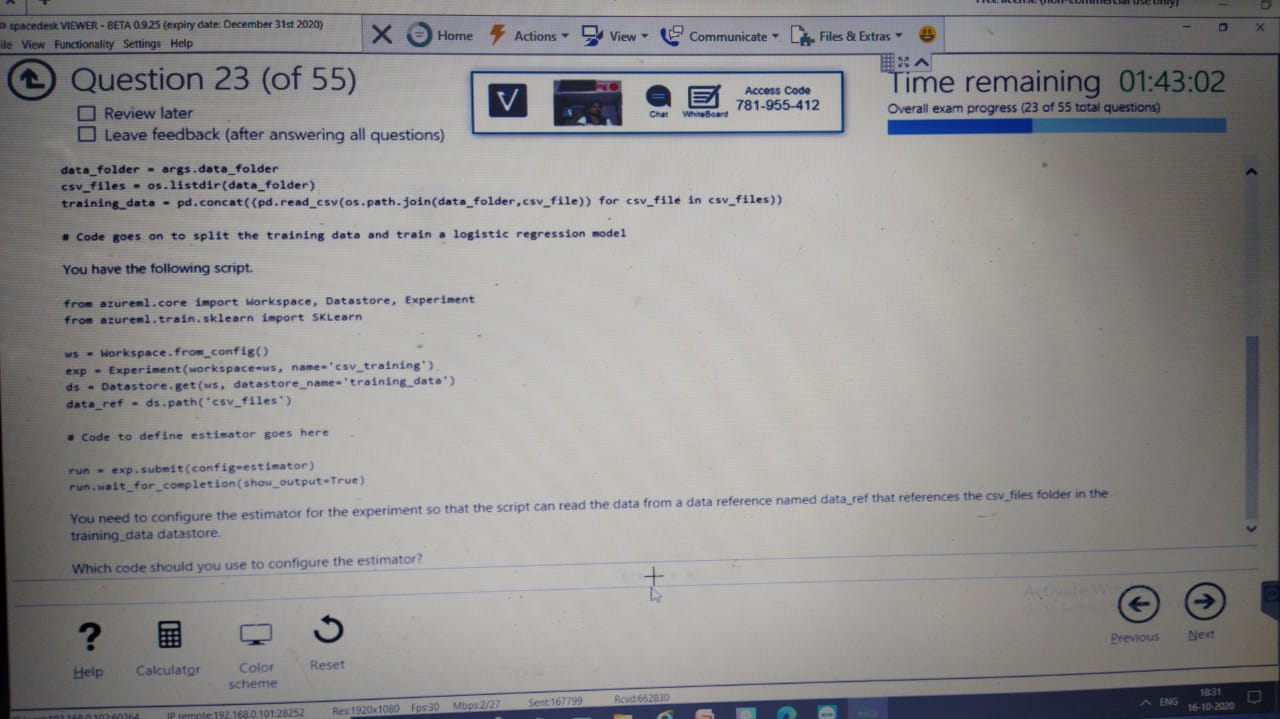 spacedesk VIEWER - BETA 0.9.25 (expiry date: December 31st 2020)
View Functionality Settings Help
Home Actions View Communicate Files & Extras
Question 23 (of 55)
Review later
Leave feedback (after answering all questions)
V
Chat
WhiteBoard
Access Code
781-955-412
Time remaining 01:43:02
Overall exam progress (23 of 55 total questions)
data_folder = args.data_folder
csv_files = os.listdir(data_folder)
training_data = pd.concat((pd.read_csv(os.path.join(data_folder,csv_file)) for csv_file in csv_files))
# Code goes on to split the training data and train a logistic regression model
You have the following script.
from azureml.core import Workspace, Datastore, Experiment
from azureml.train.sklearn import SKLearn
ws = Workspace.from_config()
exp = Experiment(workspace=ws, name='csv_training')
ds = Datastore.get(ws, datastore_name='training_data')
data_ref = ds.path('csv_files')
# Code to define estimator goes here
run = exp.submit(config=estimator)
run.wait_for_completion(show_output=True)
You need to configure the estimator for the experiment so that the script can read the data from a data reference named data_ref that references the csv_files folder in the
training_data datastore.
Which code should you use to configure the estimator?
Help
Calculator
Color
scheme
Reset
Previous
Next
IP remote:192.168.0.101:28252 Res:1920x1080 Fps:30 Mbps:2/27 Sent:167799 Rcvd:662830
ENG
18:31
16-10-2020